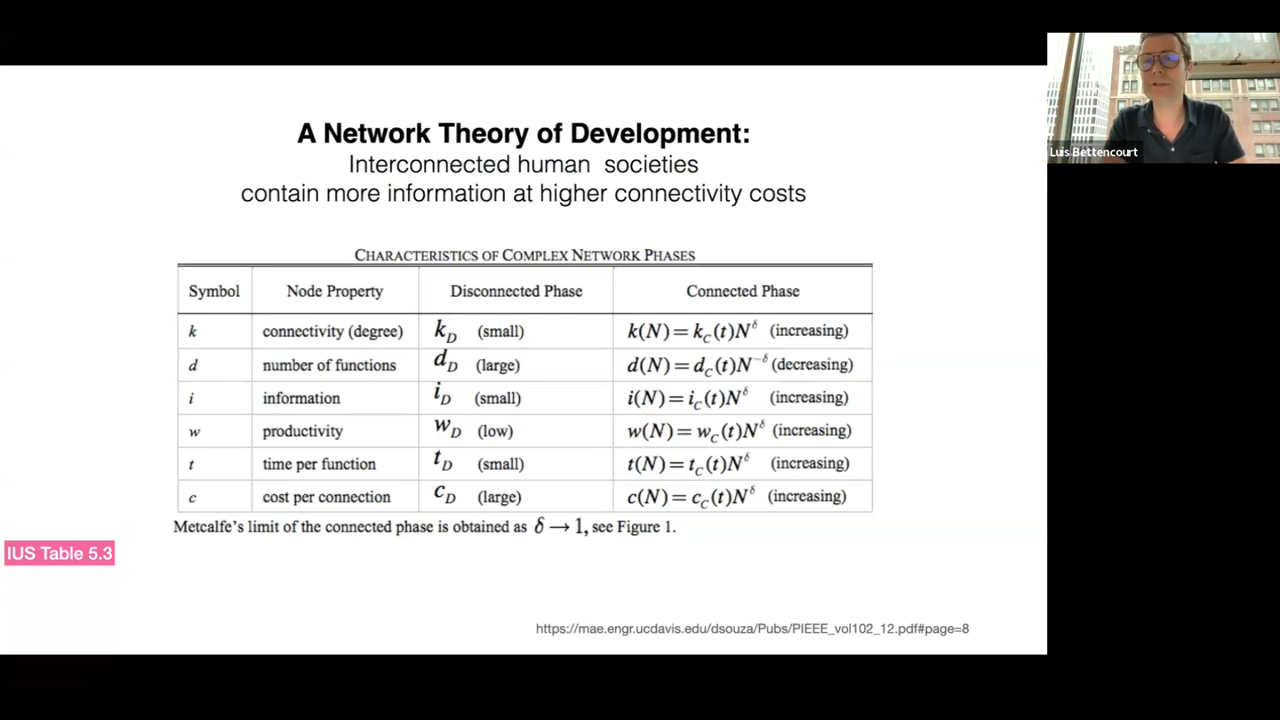 A Network Theory of Development:
Interconnected human societies
contain more information at higher connectivity costs
CHARACTERISTICS OF COMPLEX NETWORK PHASES
Symbol Node Property Disconnected Phase Connected Phase
k connectivity (degree) k_D (small) k(N)=k_C(t)N^δ (increasing)
d number of functions d_D (large) d(N)=d_C(t)N^−δ (decreasing)
i information i_D (small) i(N)=i_C(t)N^δ (increasing)
w productivity w_D (low) w(N)=w_C(t)N^δ (increasing)
t time per function t_D (small) t(N)=t_C(t)N^δ (increasing)
c cost per connection c_D (large) c(N)=c_C(t)N^δ (increasing)
Metcalfe's limit of the connected phase is obtained as δ → 1, see Figure 1.
IUS Table 5.3
https://mae.engr.ucdavis.edu/dsouza/Pubs/PIEEE_vol102_12.pdf#page=8
Luis Bettencourt